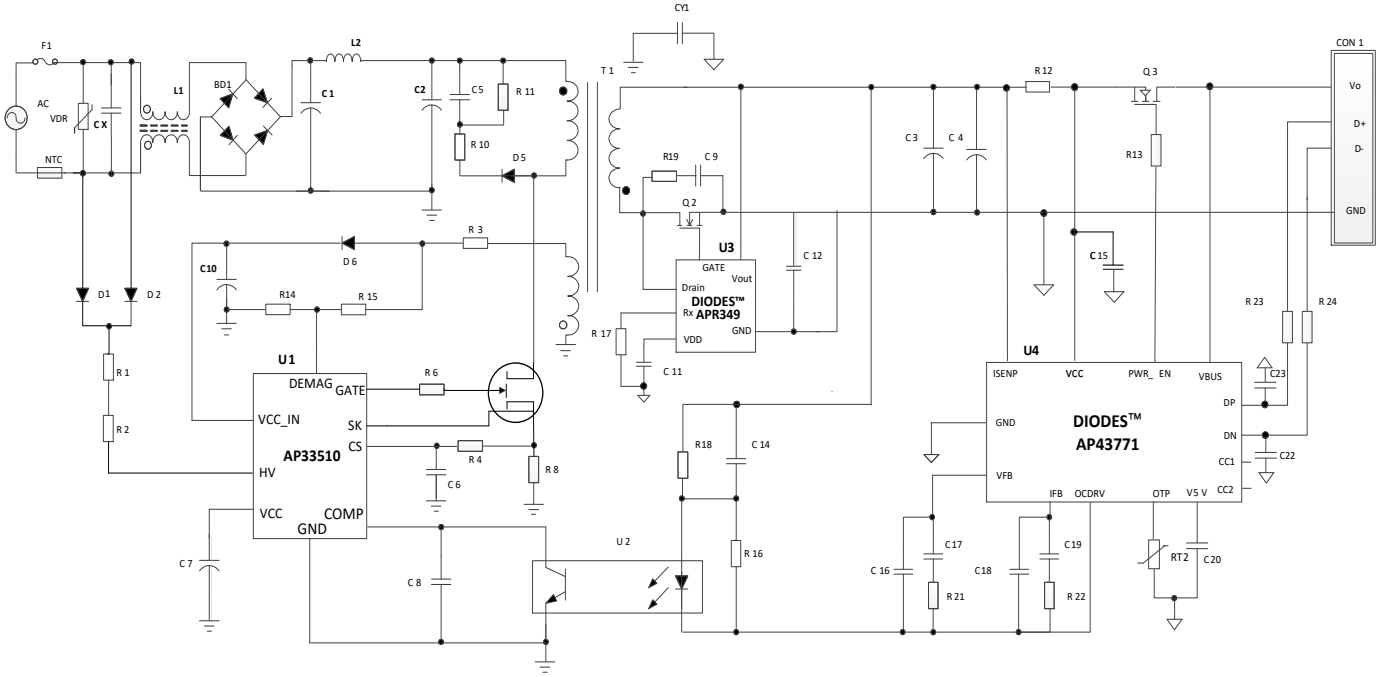 CY1
F1
L2
CON 1
T 1
R 12
Q 3
Vo
L1
BD1
C 1
C2
C5
R 11
AC
VDR
C X
D+
R 10
C 3
C 4
R13
D-
NTC
D 5
R19
C 9
Q 2
GND
R 3
U3
D 6
C10
GATE
Vout
C 12
C 15
Drain
DIODES™
APR349
D1
D 2
R14
R 15
Rx
R 23
R 24
R 17
GND
VDD
U1
U4
R 1
C 11
DEMAG
GATE
R 6
ISENP
VCC
PWR_ EN
VBUS
C23
DP
VCC_IN
SK
DIODES™
AP43771
GND
R 2
DN
CS
AP33510
R 4
R18
C 14
C22
CC1
HV
R 8
C 6
VFB
CC2
IFB
OCDRV
OTP
V5 V
VCC
COMP
GND
U 2
R 16
C17
C19
C 7
C 8
C 16
C18
RT2
C20
R 21
R 22